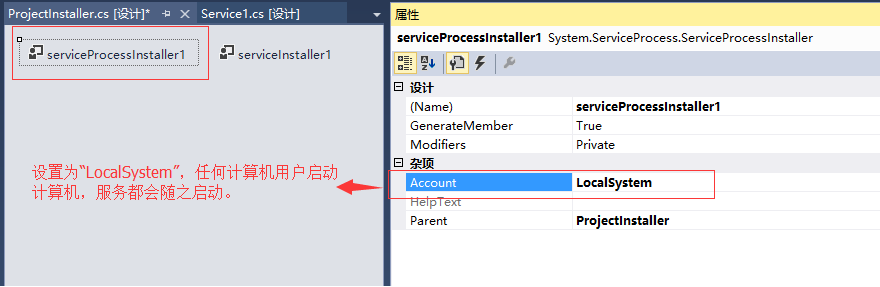 ProjectInstaller.cs [设计]*
Service1.cs [设计]
serviceProcessInstaller1
serviceInstaller1
设置为“LocalSystem”，任何计算机用户启动
计算机，服务都会随之启动。
属性
serviceProcessInstaller1 System.ServiceProcess.ServiceProcessInstaller
设计
(Name) serviceProcessInstaller1
GenerateMember True
Modifiers Private
杂项
Account LocalSystem
HelpText
Parent ProjectInstaller